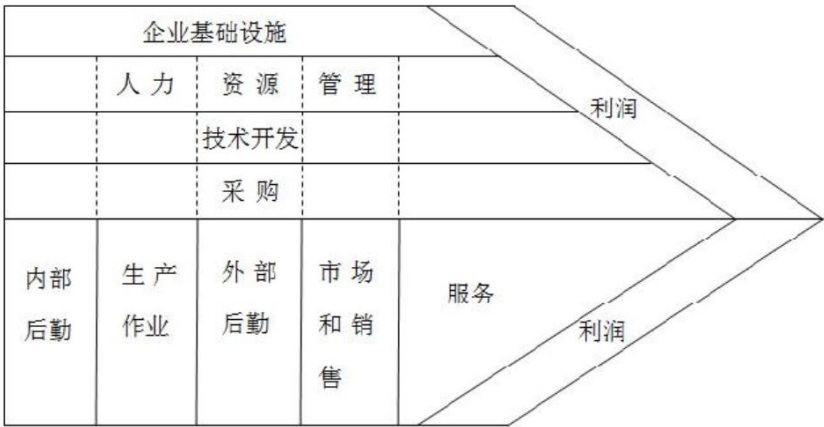 企业基础设施
人力 资源 管理
利润
技术开发
采购
内部
后勤
生产
作业
外部
后勤
市场
和销
售
服务
利润